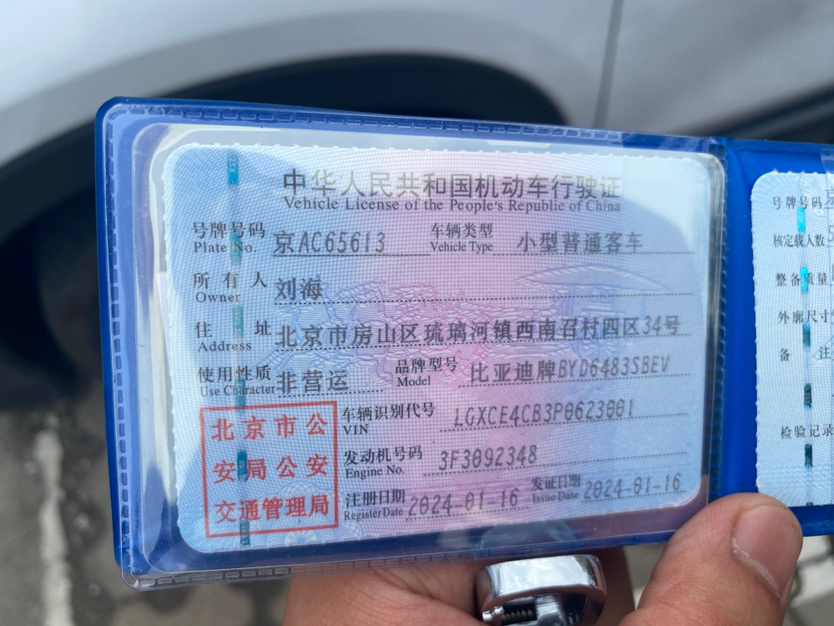 中华人民共和国机动车行驶证
Vehicle License of the People's Republic of China
号牌号码 京AC65613 车辆类型 小型普通客车
Plate No. Vehicle Type
所有人 刘海
Owner
住址 北京市房山区琉璃河镇西南召村四区34号
Address
使用性质 非营运 品牌型号 比亚迪牌BYD6483SBEV
Use Character Model
北京市公
安局公安
交通管理局
车辆识别代号 LGXCE4CB3P0623001
VIN
发动机号码 3F3092348
Engine No.
注册日期 2024-01-16 发证日期 2024-01-16
Register Date Issue Date
号牌号码
核定载人数 5
整备质量
外廓尺寸
备注
检验记录